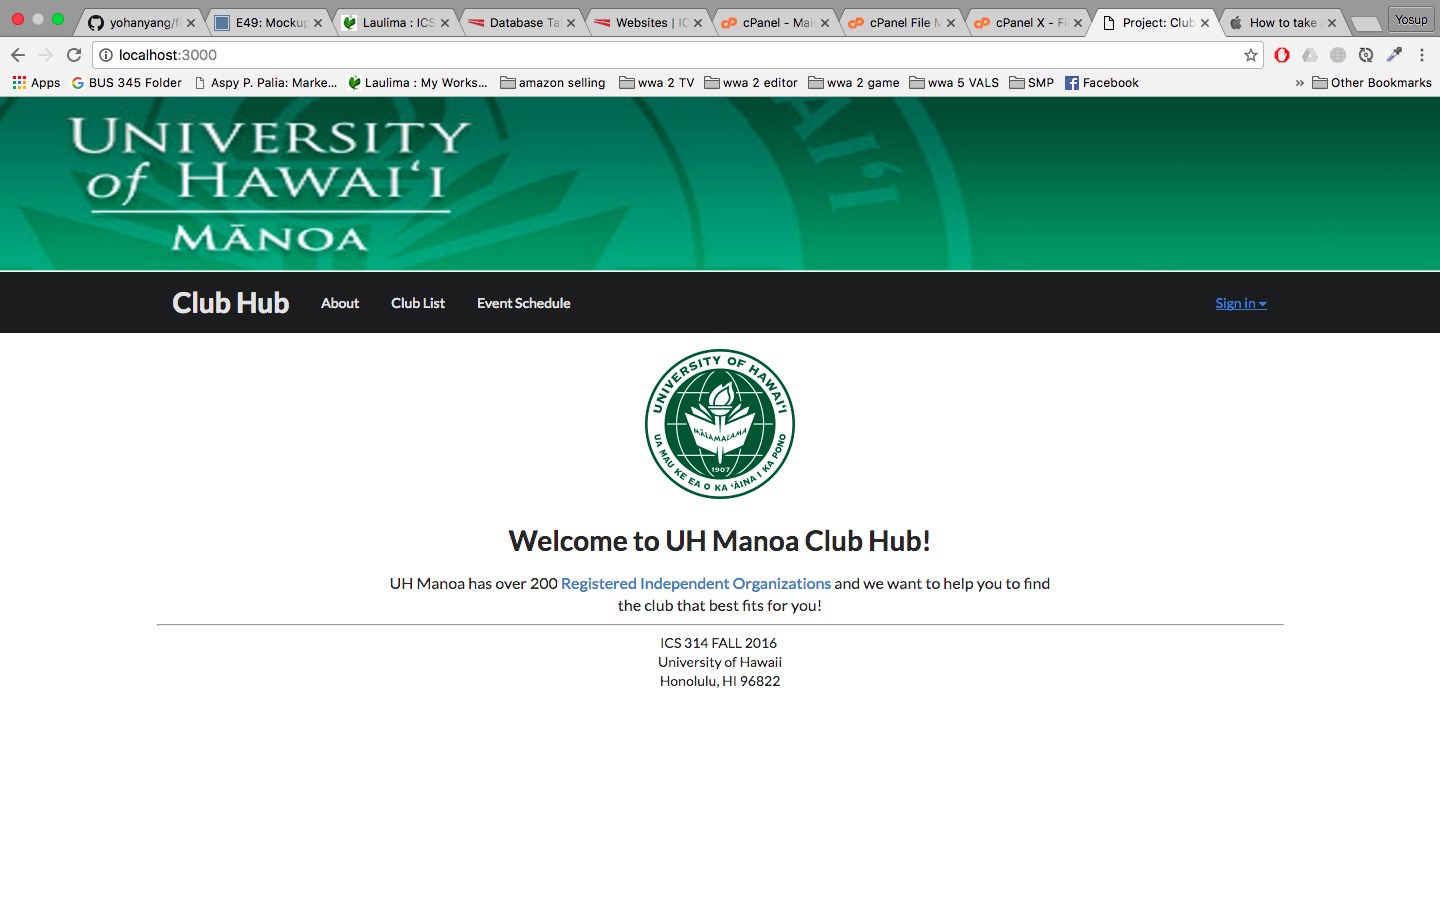 yohanyang/f
E49: Mockup
Laulima : ICS
Database Ta
Websites | IC
cPanel - Mai
cPanel File M
cPanel X - Fi
Project: Club
How to take
Yosup
localhost:3000
Apps
BUS 345 Folder
Aspy P. Palia: Marke...
Laulima : My Works...
amazon selling
wwa 2 TV
wwa 2 editor
wwa 2 game
wwa 5 VALS
SMP
Facebook
»
Other Bookmarks
UNIVERSITY
of HAWAIʻI
MĀNOA
AIʻI
Club Hub
About
Club List
Event Schedule
Sign in
UNIVERSITY OF HAWAIʻI
MĀLAMALAMA
1907
UA MAU KE EA O KA ʻĀINA I KA PONO
Welcome to UH Manoa Club Hub!
UH Manoa has over 200 Registered Independent Organizations and we want to help you to find
the club that best fits for you!
ICS 314 FALL 2016
University of Hawaii
Honolulu, HI 96822